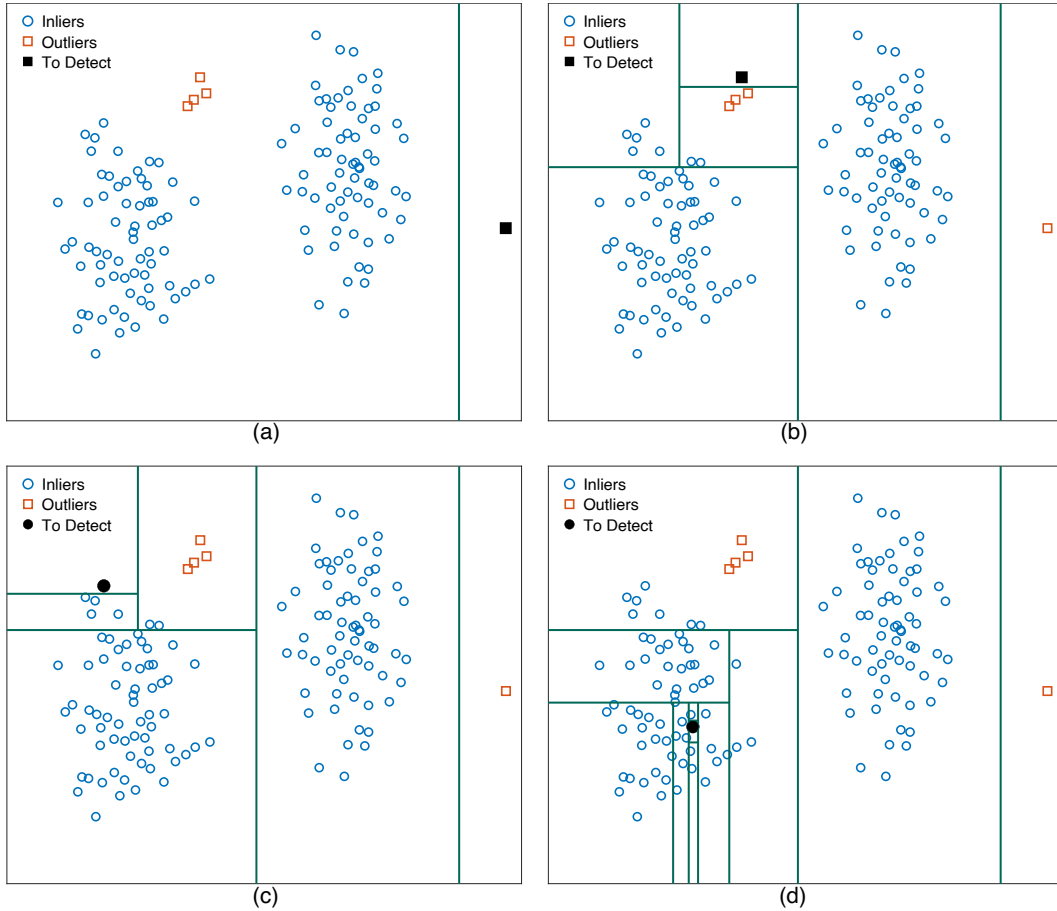 Inliers
Outliers
To Detect
(a)
Inliers
Outliers
To Detect
(b)
Inliers
Outliers
To Detect
(c)
Inliers
Outliers
To Detect
(d)